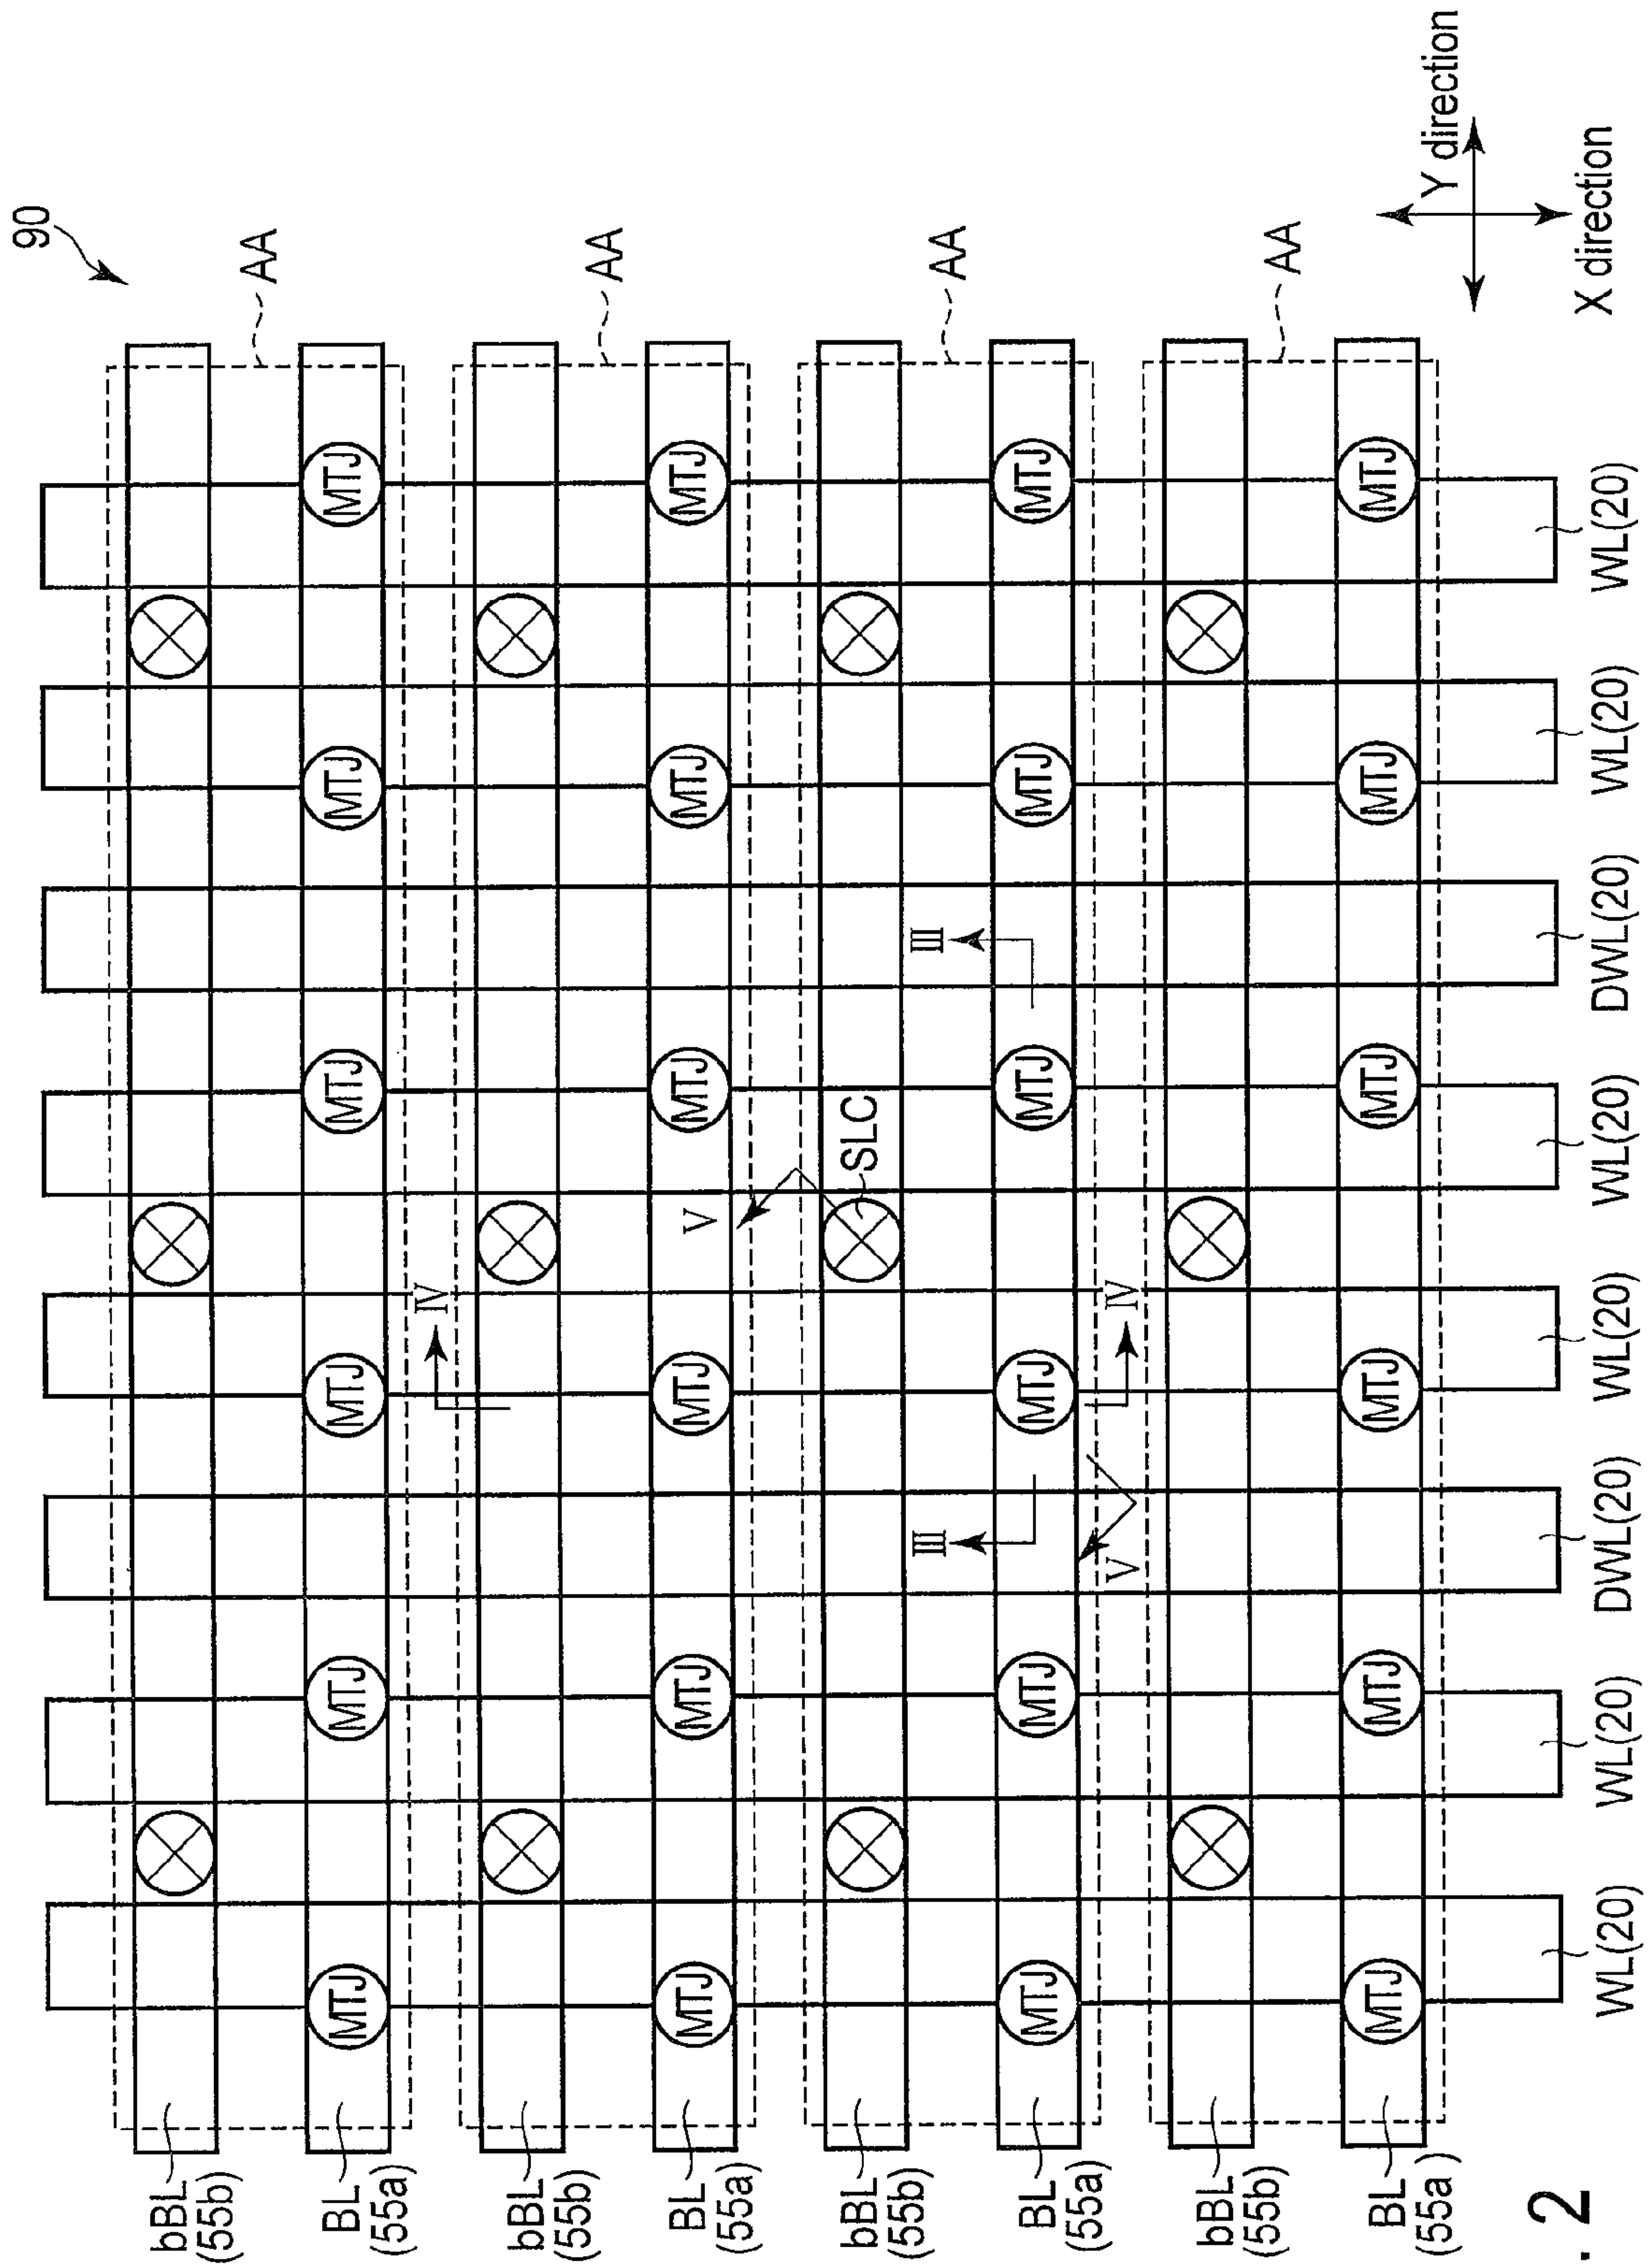 90
bBL
(55b)
AA
BL
(55a)
MTJ MTJ MTJ MTJ MTJ MTJ
IV
bBL
(55b)
AA
BL
(55a)
MTJ MTJ MTJ MTJ MTJ MTJ
V
bBL
(55b)
SLC
III III
AA
BL
(55a)
MTJ MTJ MTJ MTJ MTJ MTJ
V IV
bBL
(55b)
AA
BL
(55a)
MTJ MTJ MTJ MTJ MTJ MTJ
Y direction
X direction
WL(20) WL(20) DWL(20) WL(20) WL(20) DWL(20) WL(20) WL(20)
. 2